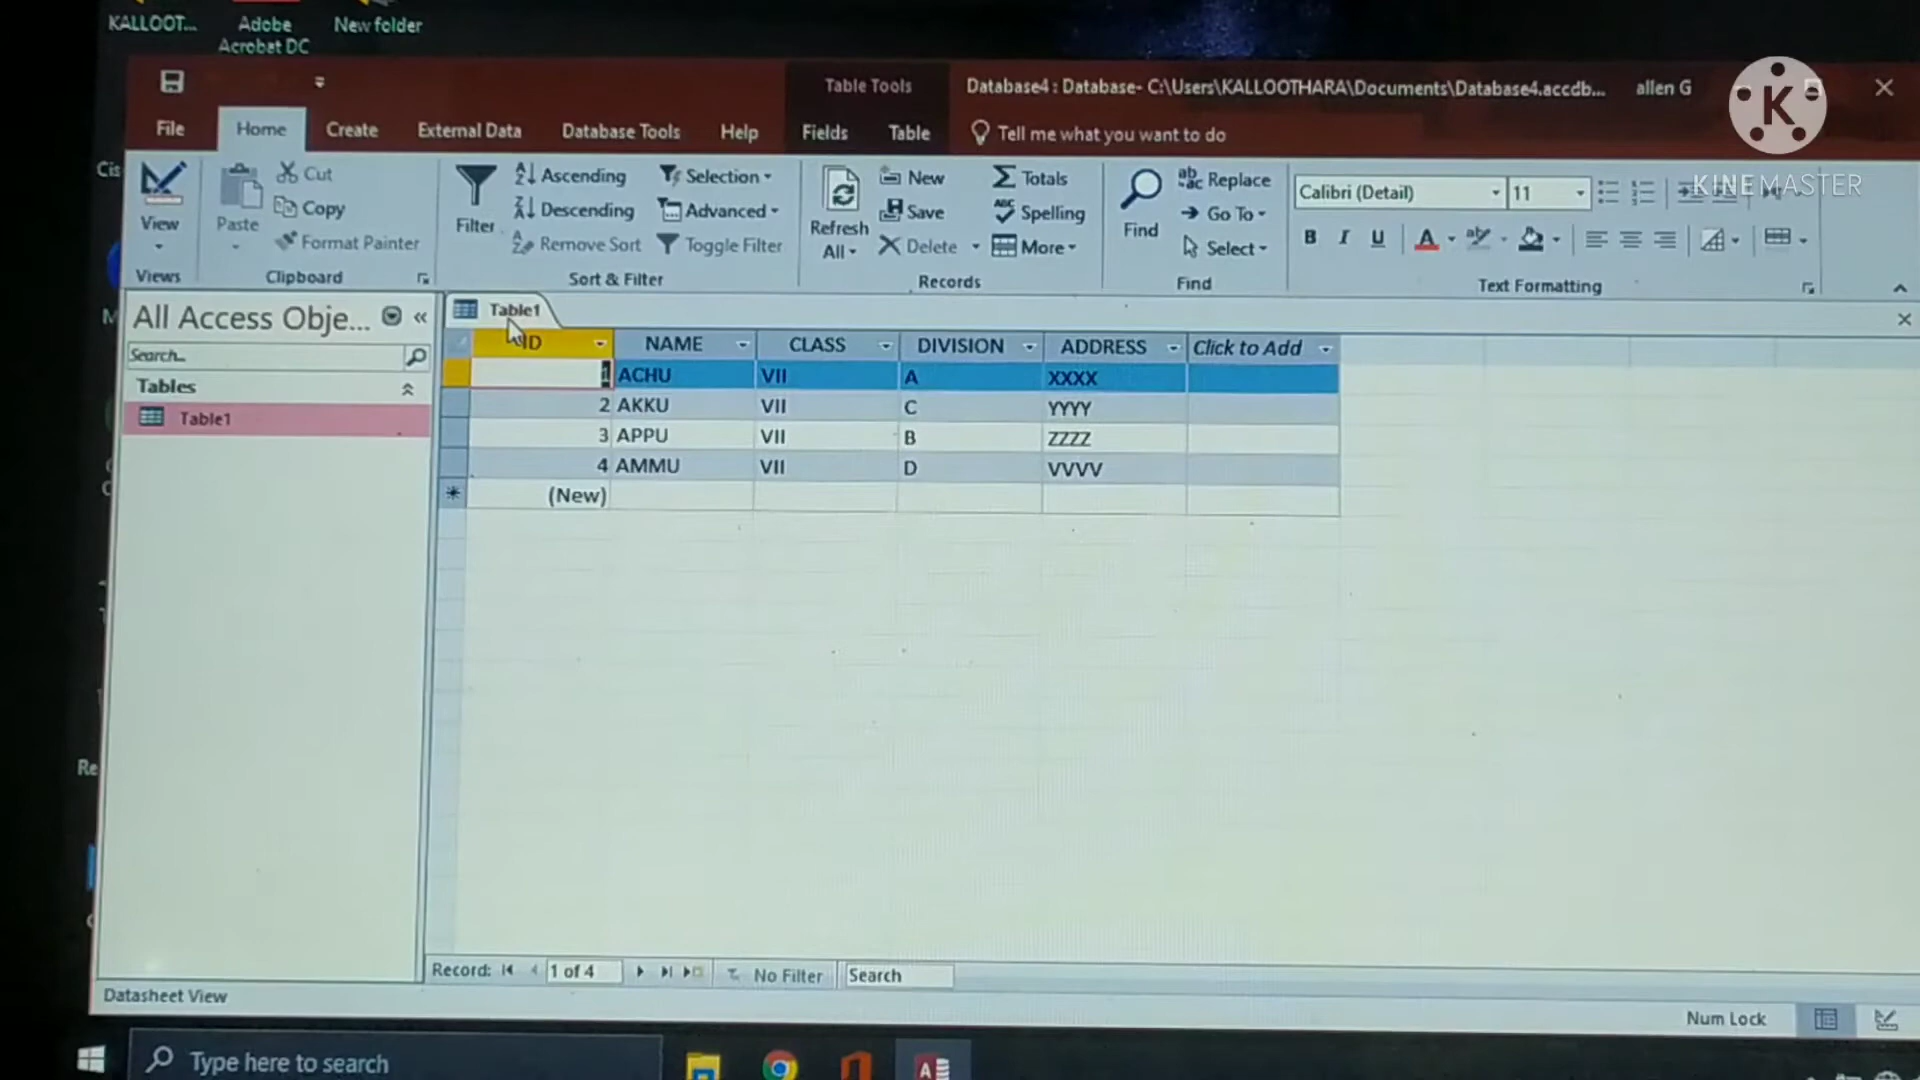 KALLOOT...
Adobe
Acrobat DC
New folder
Table Tools
Database4 : Database- C:\Users\KALLOOTHARA\Documents\Database4.accdb...
allen G
K
KINEMASTER
File
Home
Create
External Data
Database Tools
Help
Fields
Table
Tell me what you want to do
Cis
View
Paste
Cut
Copy
Format Painter
Filter
Ascending
Descending
Remove Sort
Selection
Advanced
Toggle Filter
Refresh
All
New
Save
Delete
Totals
Spelling
More
Find
Replace
Go To
Select
Calibri (Detail)
11
B I U A
Views
Clipboard
Sort & Filter
Records
Find
Text Formatting
All Access Obje...
Search...
Tables
Table1
Table1
ID NAME CLASS DIVISION ADDRESS Click to Add
1 ACHU VII A XXXX
2 AKKU VII C YYYY
3 APPU VII B ZZZZ
4 AMMU VII D VVVV
(New)
Re
Record: 1 of 4 No Filter Search
Datasheet View
Num Lock
Type here to search